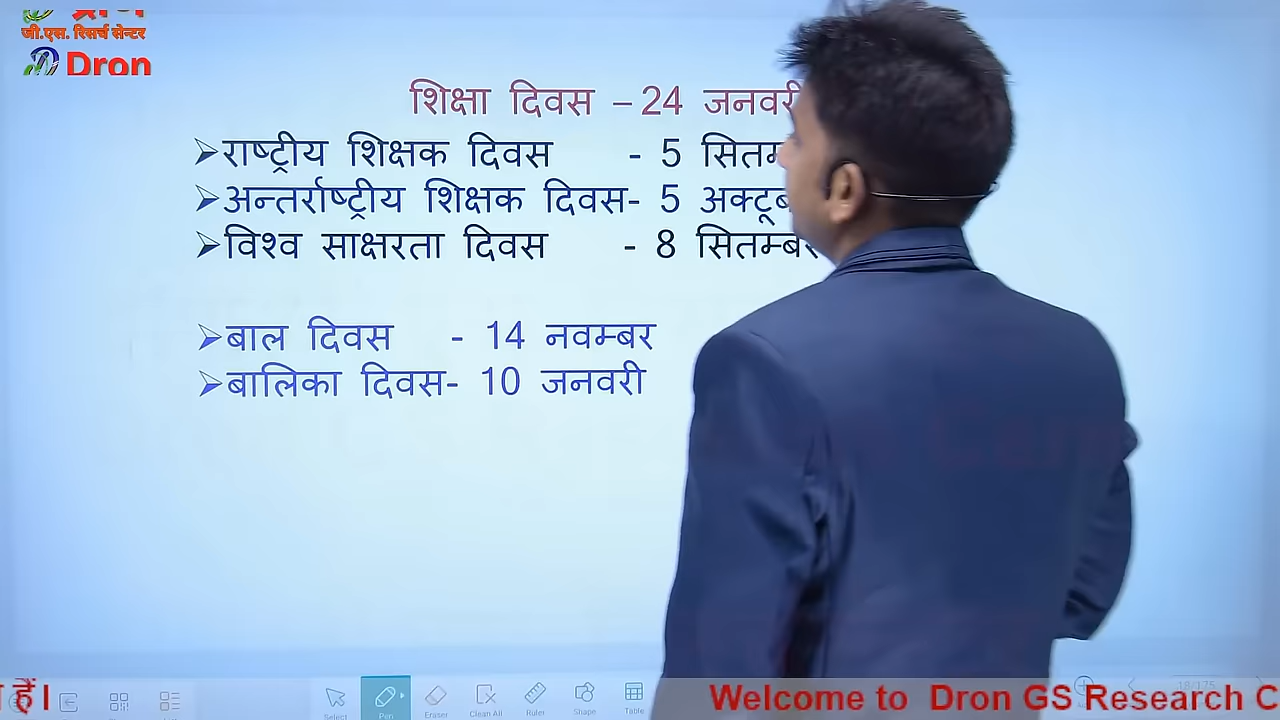 जी.एस. रिसर्च सेन्टर
Dron
शिक्षा दिवस – 24 जनवरी
➢राष्ट्रीय शिक्षक दिवस - 5 सितम
➢अन्तर्राष्ट्रीय शिक्षक दिवस- 5 अक्टूब
➢विश्व साक्षरता दिवस - 8 सितम्बर
➢बाल दिवस - 14 नवम्बर
➢बालिका दिवस- 10 जनवरी
Select Pen Eraser Clean All Ruler Shape Table
हैं। Welcome to Dron GS Research C